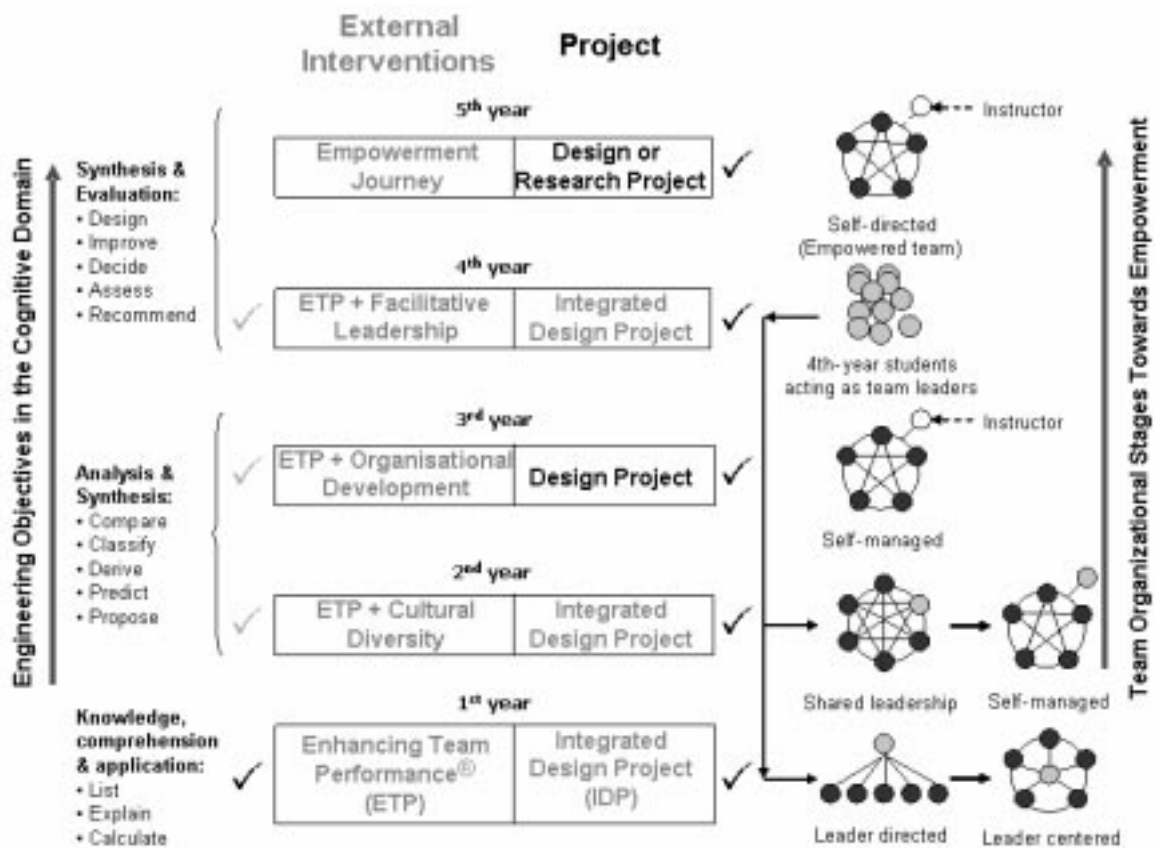 External
Interventions
Project
Engineering Objectives in the Cognitive Domain
Team Organizational Stages Towards Empowerment
5th year
Synthesis &
Evaluation:
• Design
• Improve
• Decide
• Assess
• Recommend
Empowerment
Journey
Design or
Research Project
✓
Instructor
Self-directed
(Empowered team)
4th year
✓
ETP + Facilitative
Leadership
Integrated
Design Project
✓
4th-year students
acting as team leaders
3rd year
Analysis &
Synthesis:
• Compare
• Classify
• Derive
• Predict
• Propose
✓
ETP + Organisational
Development
Design Project
✓
Instructor
Self-managed
2nd year
✓
ETP + Cultural
Diversity
Integrated
Design Project
✓
Shared leadership
Self-managed
1st year
Knowledge,
comprehension
& application:
• List
• Explain
• Calculate
✓
Enhancing Team
Performance®
(ETP)
Integrated
Design Project
(IDP)
✓
Leader directed
Leader centered